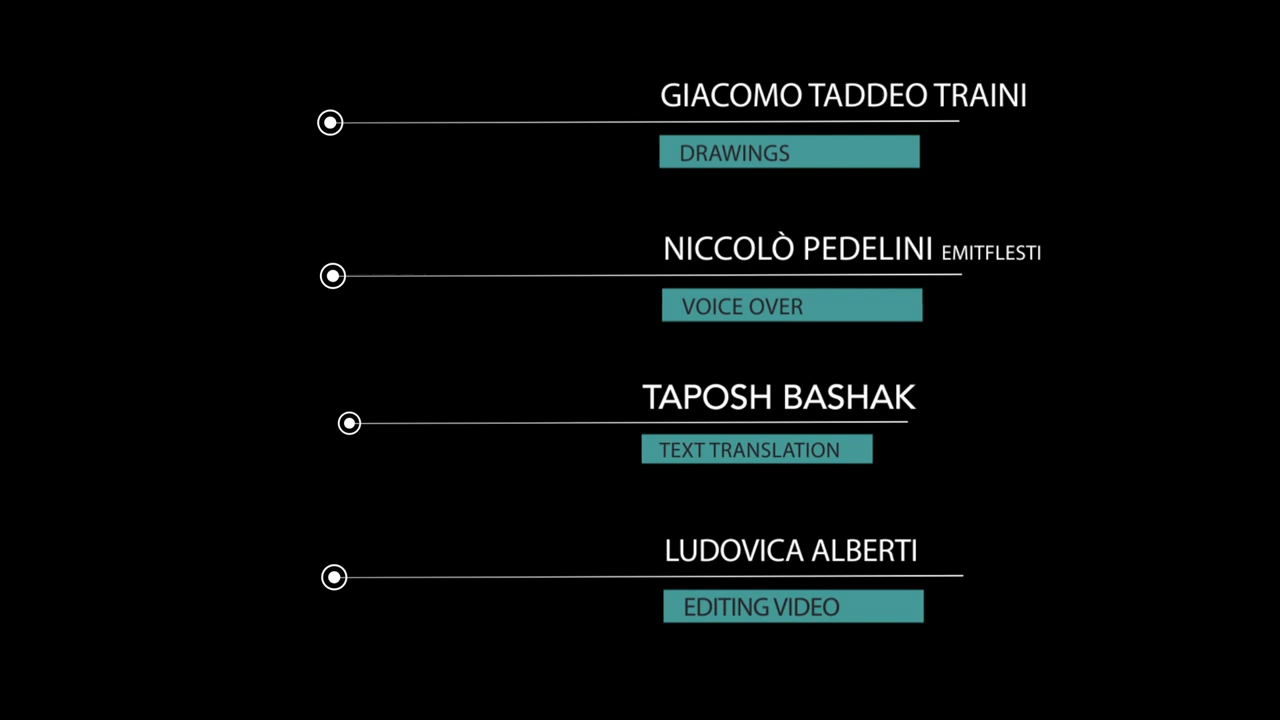 GIACOMO TADDEO TRAINI
DRAWINGS
NICCOLÒ PEDELINI EMITFLESTI
VOICE OVER
TAPOSH BASHAK
TEXT TRANSLATION
LUDOVICA ALBERTI
EDITING VIDEO